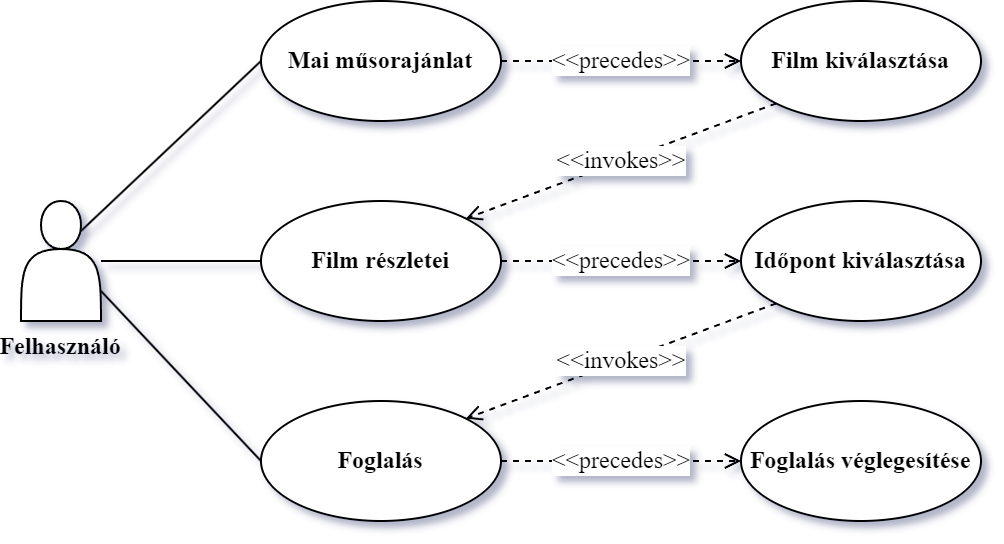 Mai műsorajánlat
<<precedes>>
Film kiválasztása
<<invokes>>
Film részletei
<<precedes>>
Időpont kiválasztása
Felhasználó
<<invokes>>
Foglalás
<<precedes>>
Foglalás véglegesítése